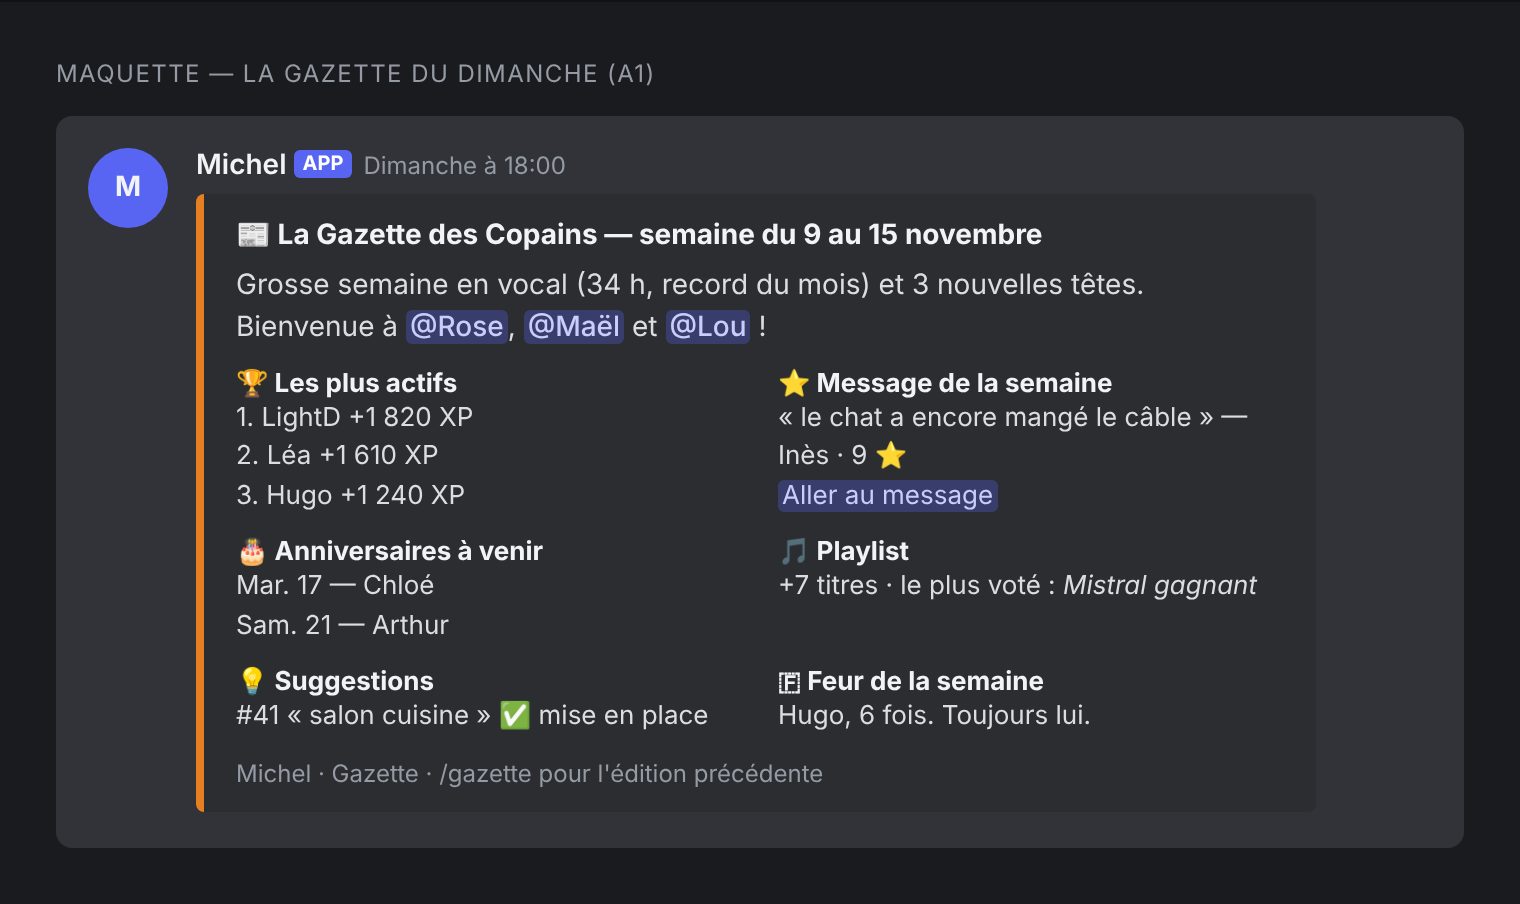 MAQUETTE — LA GAZETTE DU DIMANCHE (A1)
M
Michel APP Dimanche à 18:00
📰 La Gazette des Copains — semaine du 9 au 15 novembre
Grosse semaine en vocal (34 h, record du mois) et 3 nouvelles têtes.
Bienvenue à @Rose, @Maël et @Lou !
🏆 Les plus actifs
1. LightD +1 820 XP
2. Léa +1 610 XP
3. Hugo +1 240 XP
⭐ Message de la semaine
« le chat a encore mangé le câble » —
Inès · 9 ⭐
Aller au message
🎂 Anniversaires à venir
Mar. 17 — Chloé
Sam. 21 — Arthur
🎵 Playlist
+7 titres · le plus voté : Mistral gagnant
💡 Suggestions
#41 « salon cuisine » ✅ mise en place
🇫 Feur de la semaine
Hugo, 6 fois. Toujours lui.
Michel · Gazette · /gazette pour l'édition précédente